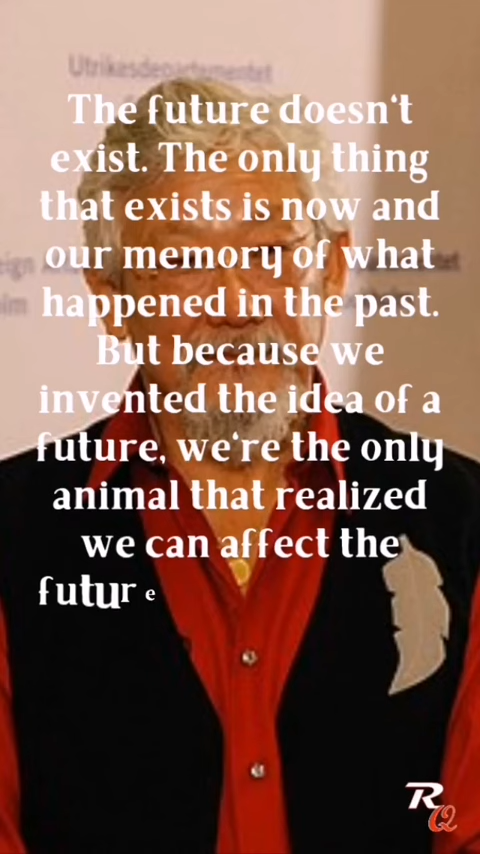 Utrikesdepartementet
The future doesn't
exist. The only thing
that exists is now and
our memory of what
happened in the past.
But because we
invented the idea of a
future, we're the only
animal that realized
we can affect the
future
R
Q